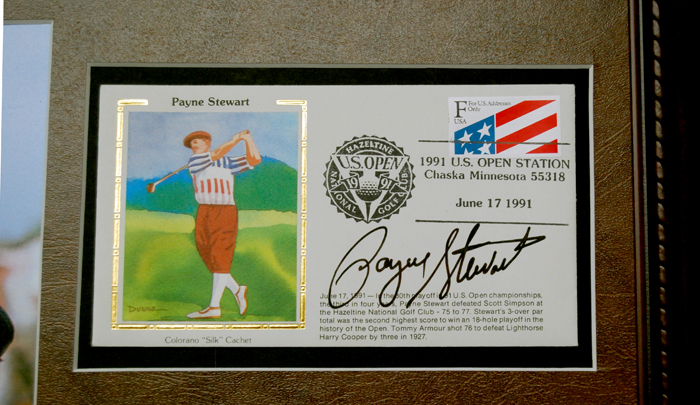 Payne Stewart
Duane
Colorano "Silk" Cachet
HAZELTINE
U.S. OPEN
1991
NATIONAL GOLF CLUB
F For U.S. Addresses
Only
USA
1991 U.S. OPEN STATION
Chaska Minnesota 55318
June 17 1991
Payne Stewart
June 17, 1991 — In the 30th playoff in 91 U.S. Open championships,
the third in four years, Payne Stewart defeated Scott Simpson at
the Hazeltine National Golf Club - 75 to 77. Stewart's 3-over par
total was the second highest score to win an 18-hole playoff in the
history of the Open. Tommy Armour shot 76 to defeat Lighthorse
Harry Cooper by three in 1927.